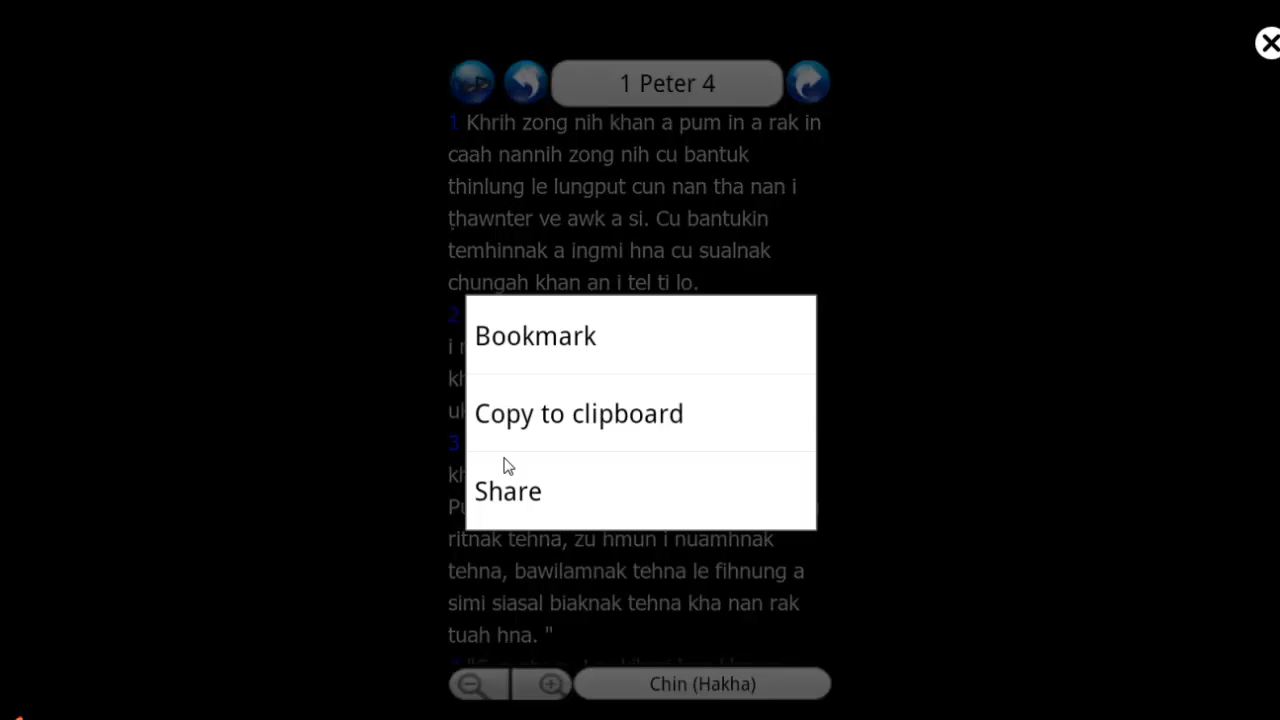 1 Peter 4
1 Khrih zong nih khan a pum in a rak in
caah nannih zong nih cu bantuk
thinlung le lungput cun nan tha nan i
ṭhawnter ve awk a si. Cu bantukin
temhinnak a ingmi hna cu sualnak
chungah khan an i tel ti lo.
2
i
Bookmark
Copy to clipboard
3
Share
ritnak tehna, zu hmun i nuamhnak
tehna, bawilamnak tehna le fihnung a
simi siasal biaknak tehna kha nan rak
tuah hna. "
Chin (Hakha)